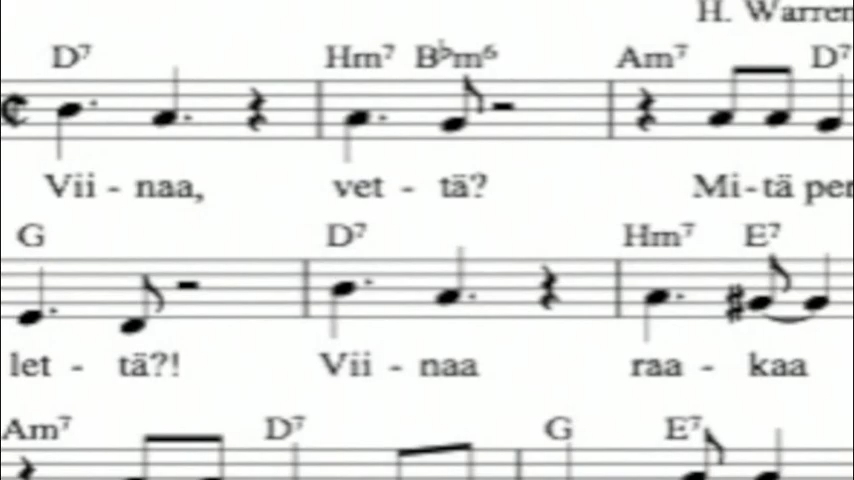 H. Warren
D7 Hm7 B♭m6 Am7 D7
Vii - naa, vet - tä? Mi - tä per
G D7 Hm7 E7
let - tä?! Vii - naa raa - kaa
Am7 D7 G E7